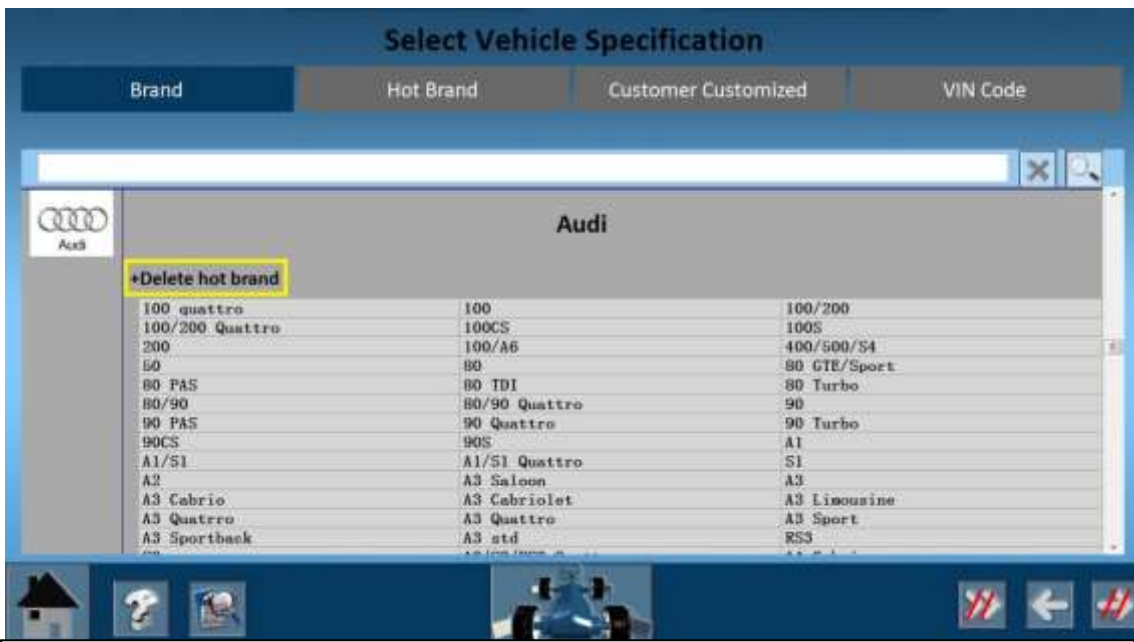 Select Vehicle Specification
Brand Hot Brand Customer Customized VIN Code
Audi
Audi
+Delete hot brand
100 quattro 100 100/200
100/200 Quattro 100CS 100S
200 100/A6 400/500/S4
50 80 80 GTE/Sport
80 PAS 80 TDI 80 Turbo
80/90 80/90 Quattro 90
90 PAS 90 Quattro 90 Turbo
90CS 90S A1
A1/S1 A1/S1 Quattro S1
A2 A3 Saloon A3
A3 Cabrio A3 Cabriolet A3 Limousine
A3 Quatrro A3 Quattro A3 Sport
A3 Sportback A3 std RS3